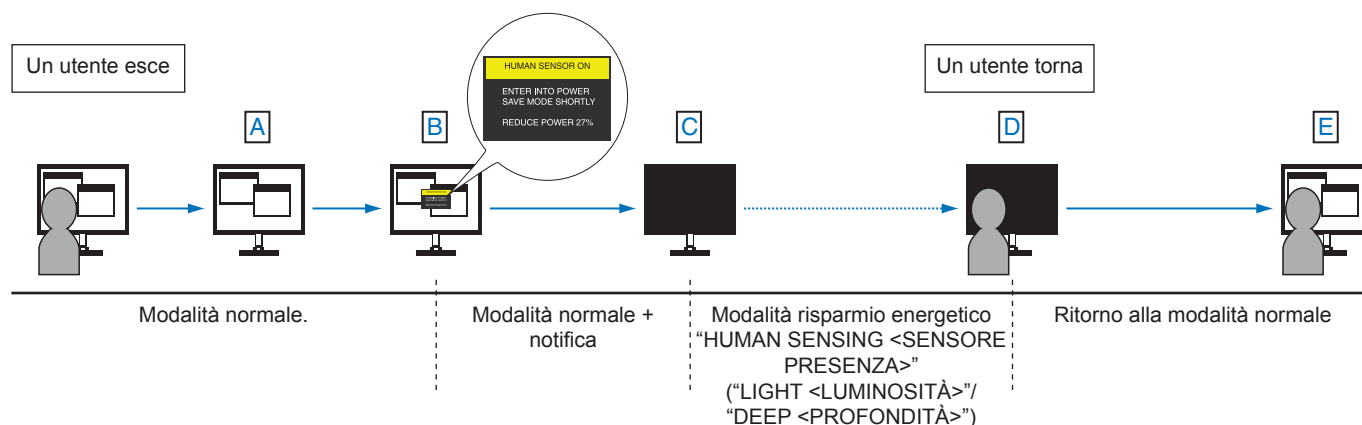 Un utente esce
HUMAN SENSOR ON
ENTER INTO POWER
SAVE MODE SHORTLY
REDUCE POWER 27%
Un utente torna
A
B
C
D
E
Modalità normale.
Modalità normale +
notifica
Modalità risparmio energetico
“HUMAN SENSING <SENSORE
PRESENZA>”
(“LIGHT <LUMINOSITÀ>”/
“DEEP <PROFONDITÀ>”)
Ritorno alla modalità normale